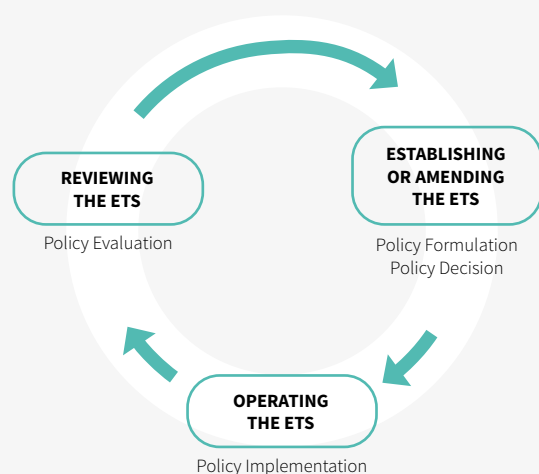 REVIEWING
THE ETS
Policy Evaluation
ESTABLISHING
OR AMENDING
THE ETS
Policy Formulation
Policy Decision
OPERATING
THE ETS
Policy Implementation